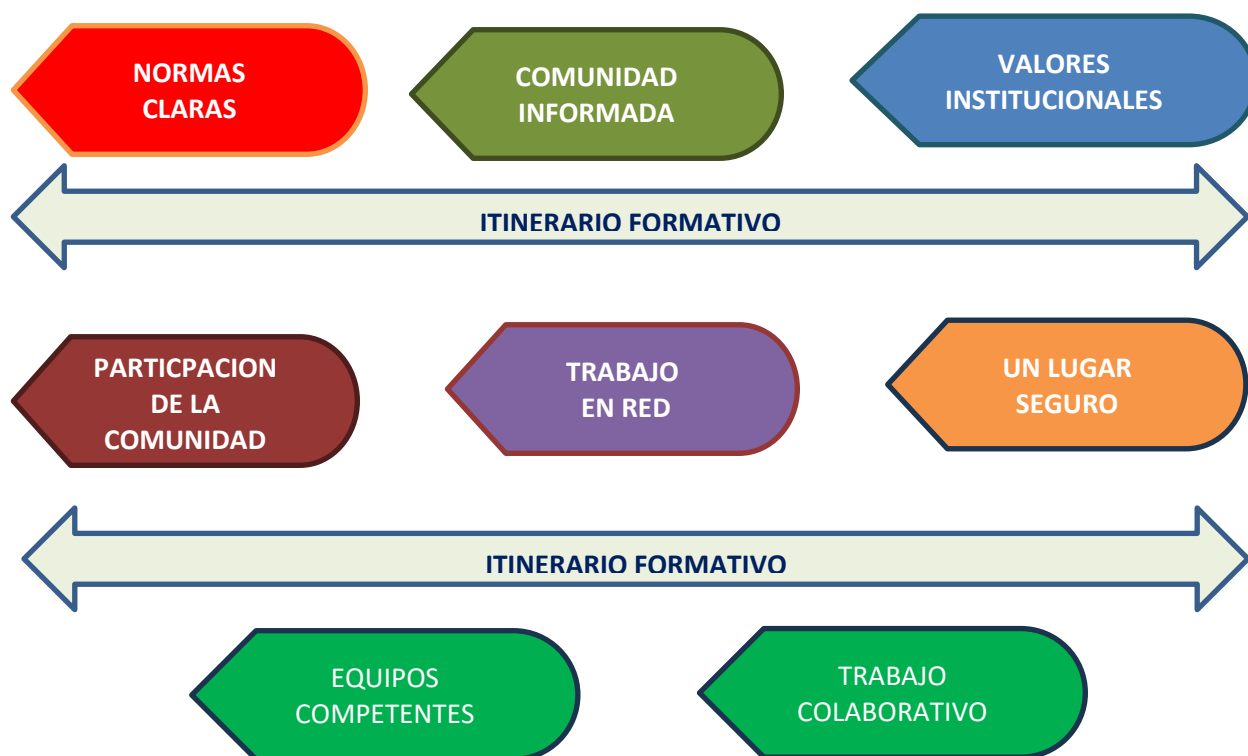 NORMAS
CLARAS
COMUNIDAD
INFORMADA
VALORES
INSTITUCIONALES
ITINERARIO FORMATIVO
PARTICPACION
DE LA
COMUNIDAD
TRABAJO
EN RED
UN LUGAR
SEGURO
ITINERARIO FORMATIVO
EQUIPOS
COMPETENTES
TRABAJO
COLABORATIVO